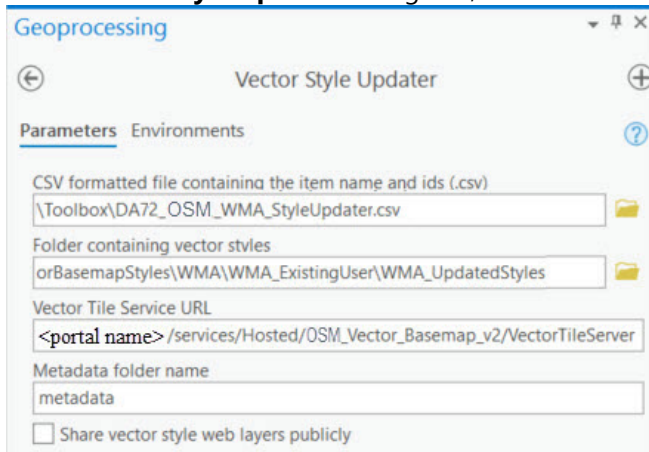 Geoprocessing
Vector Style Updater
Parameters Environments
CSV formatted file containing the item name and ids (.csv)
\Toolbox\DA72_OSM_WMA_StyleUpdater.csv
Folder containing vector styles
orBasemapStyles\WMA\WMA_ExistingUser\WMA_UpdatedStyles
Vector Tile Service URL
<portal name>/services/Hosted/OSM_Vector_Basemap_v2/VectorTileServer
Metadata folder name
metadata
Share vector style web layers publicly